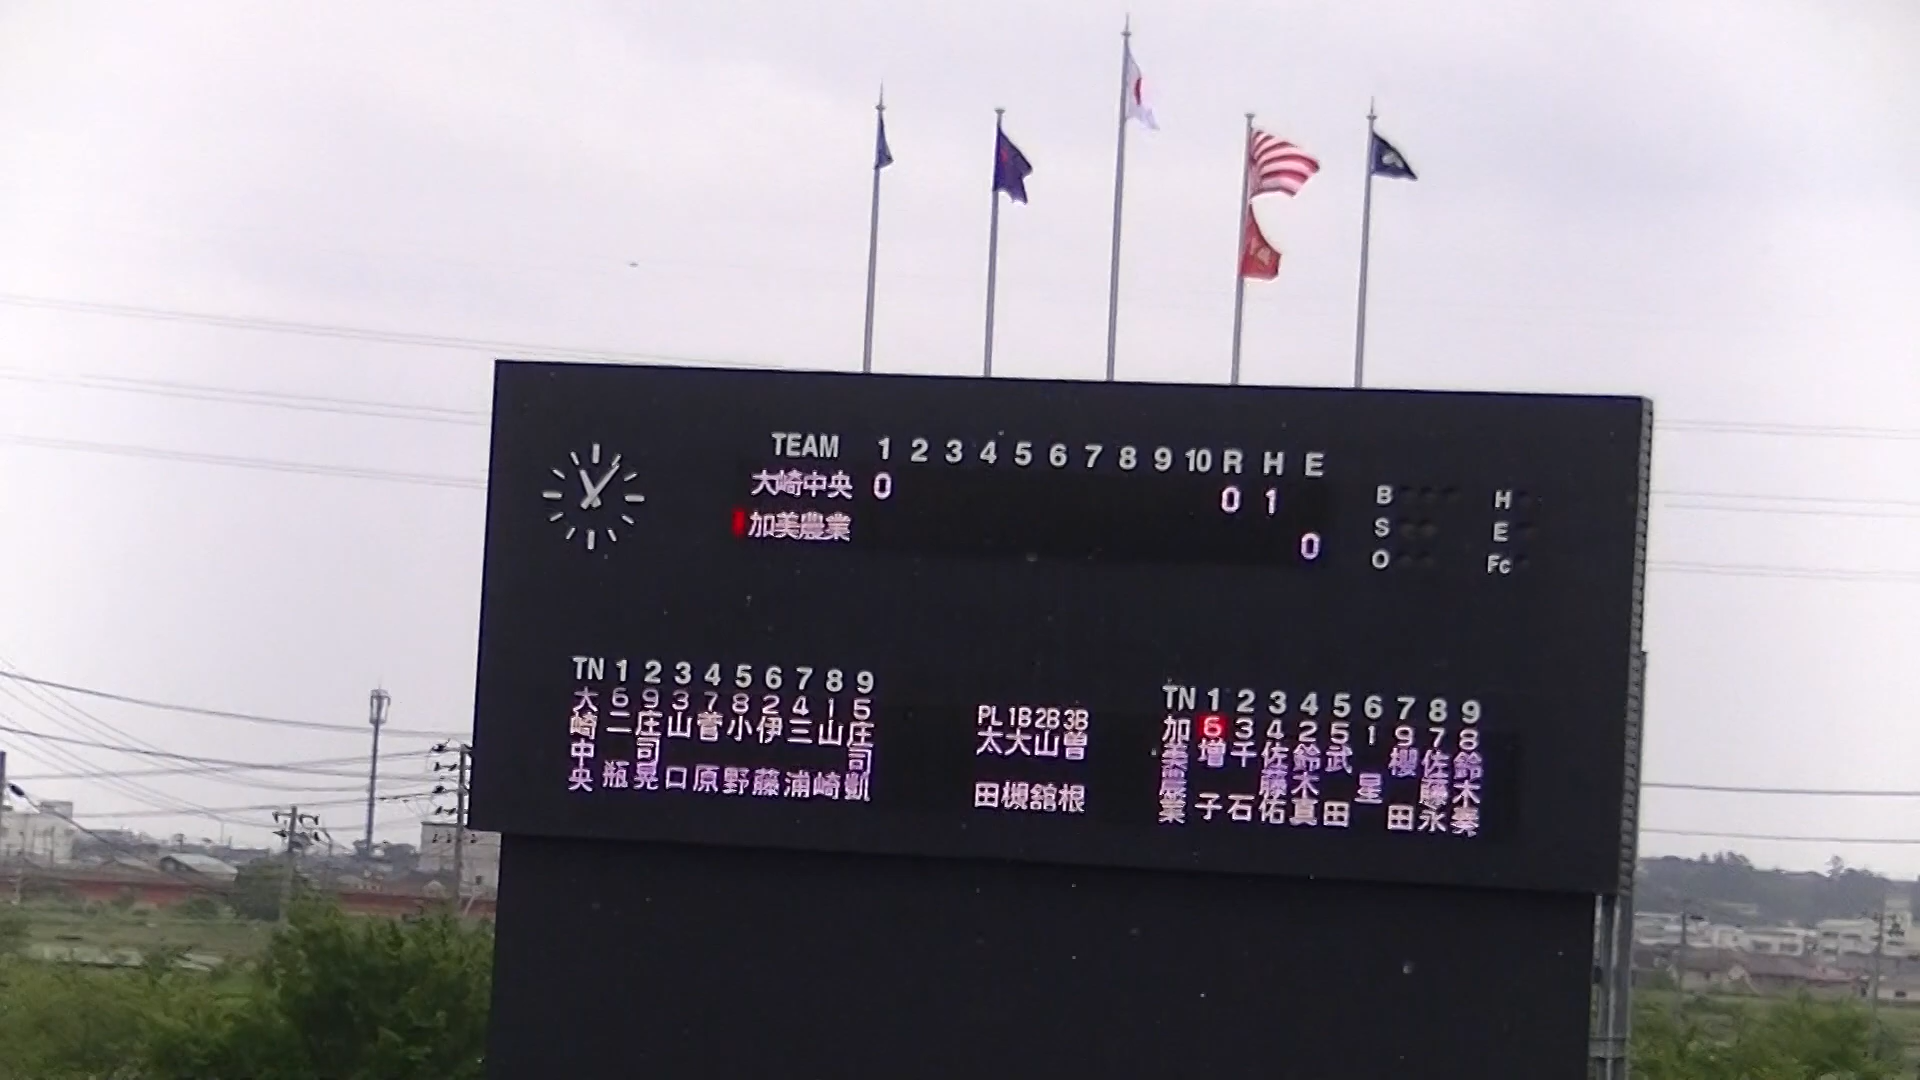 TEAM 1 2 3 4 5 6 7 8 9 10 R H E
大崎中央 0 0 1
加美農業 0
B H
S E
O Fc
TN 1 2 3 4 5 6 7 8 9
6 9 3 7 8 2 4 1 5
大崎中央
二瓶
庄司晃
山口
菅原
小野
伊藤
三浦
山崎
庄司凱
PL 1B 2B 3B
太田
大槻
山舘
曽根
TN 1 2 3 4 5 6 7 8 9
6 3 4 2 5 1 9 7 8
加美農業
増子
千石
佐藤佑
鈴木真
武田
星
櫻田
佐藤永
鈴木奏